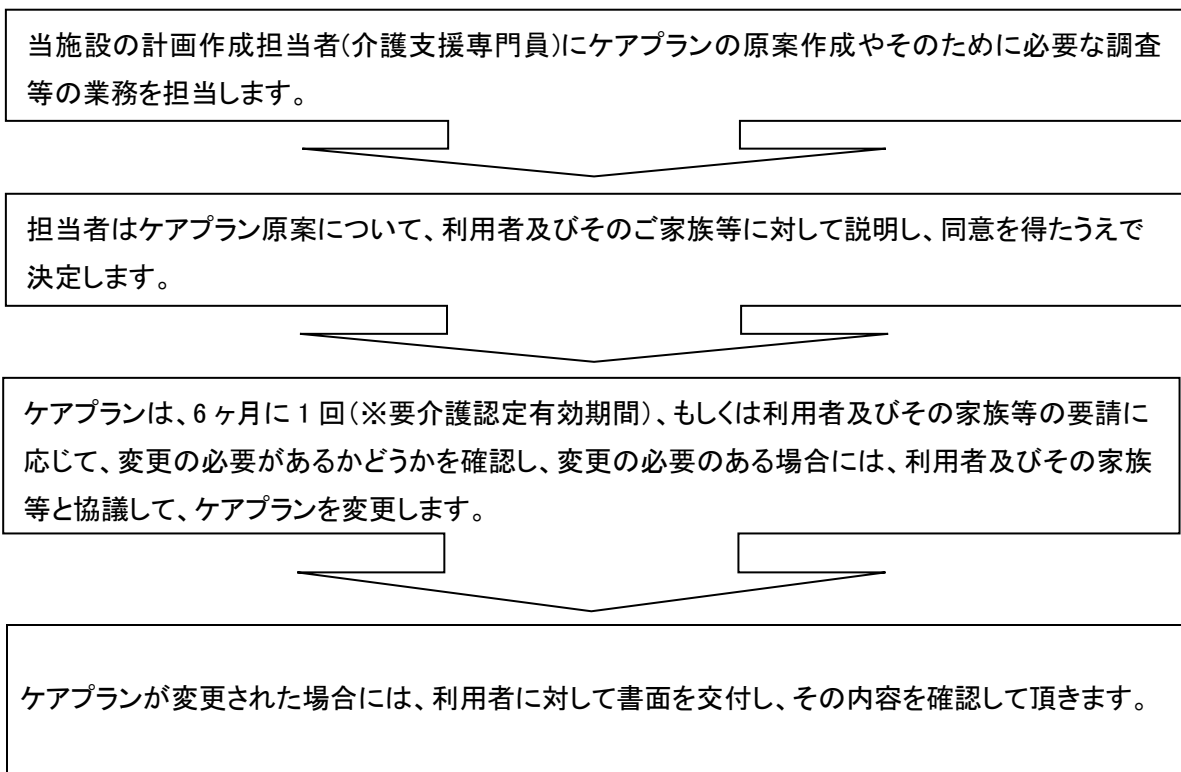 当施設の計画作成担当者(介護支援専門員)にケアプランの原案作成やそのために必要な調査
等の業務を担当します。
担当者はケアプラン原案について、利用者及びそのご家族等に対して説明し、同意を得たうえで
決定します。
ケアプランは、6ヶ月に1回(※要介護認定有効期間)、もしくは利用者及びその家族等の要請に
応じて、変更の必要があるかどうかを確認し、変更の必要のある場合には、利用者及びその家族
等と協議して、ケアプランを変更します。
ケアプランが変更された場合には、利用者に対して書面を交付し、その内容を確認して頂きます。